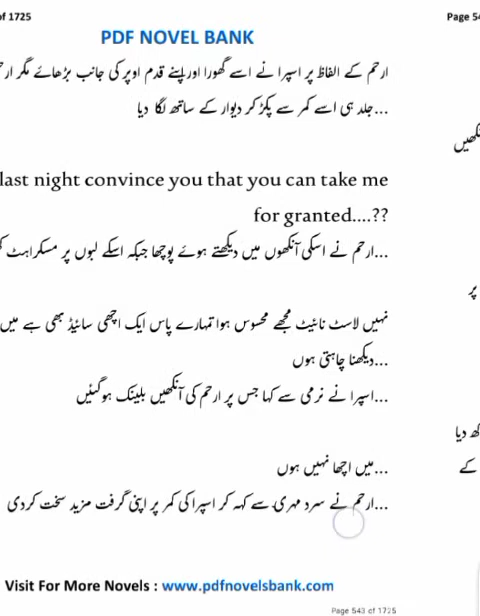 of 1725
PDF NOVEL BANK
ارحم کے الفاظ پر اسپرا نے اسے گھورا اور اپنے قدم اوپر کی جانب بڑھائے مگر
...جلد ہی اسے کمر سے پکڑ کر دیوار کے ساتھ لگا دیا
last night convince you that you can take me
for granted....??
...ارحم نے اسکی آنکھوں میں دیکھتے ہوئے پوچھا جبکہ اسکے لبوں پر مسکراہٹ
نہیں لاسٹ نائیٹ مجھے محسوس ہوا تمہارے پاس ایک اچھی سائیڈ بھی ہے میں
...دیکھنا چاہتی ہوں
...اسپرا نے نرمی سے کہا جس پر ارحم کی آنکھیں بلینک ہوگئیں
...میں اچھا نہیں ہوں
...ارحم نے سرد مہری سے کہہ کر اسپرا کی کمر پر اپنی گرفت مزید سخت کردی
Visit For More Novels : www.pdfnovelsbank.com
Page 543 of 1725
Page 54
پر
دیا
کے